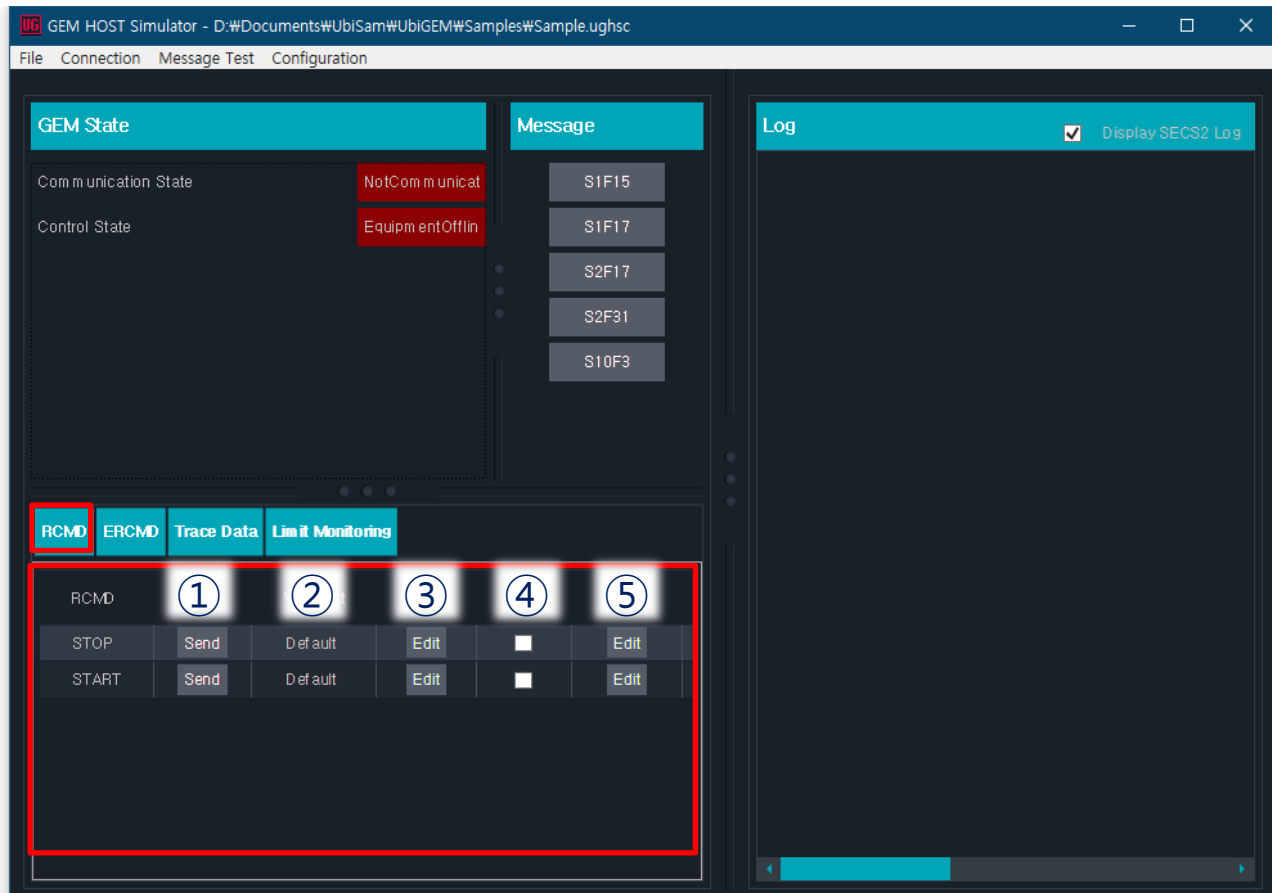 UG GEM HOST Simulator - D:₩Documents₩UbiSam₩UbiGEM₩Samples₩Sample.ughsc
File Connection Message Test Configuration
GEM State
Communication State NotCommunicat
Control State EquipmentOfflin
Message
S1F15
S1F17
S2F17
S2F31
S10F3
Log
Display SECS2 Log
RCMD ERCMD Trace Data Limit Monitoring
RCMD ① ② ③ ④ ⑤
STOP Send Default Edit Edit
START Send Default Edit Edit